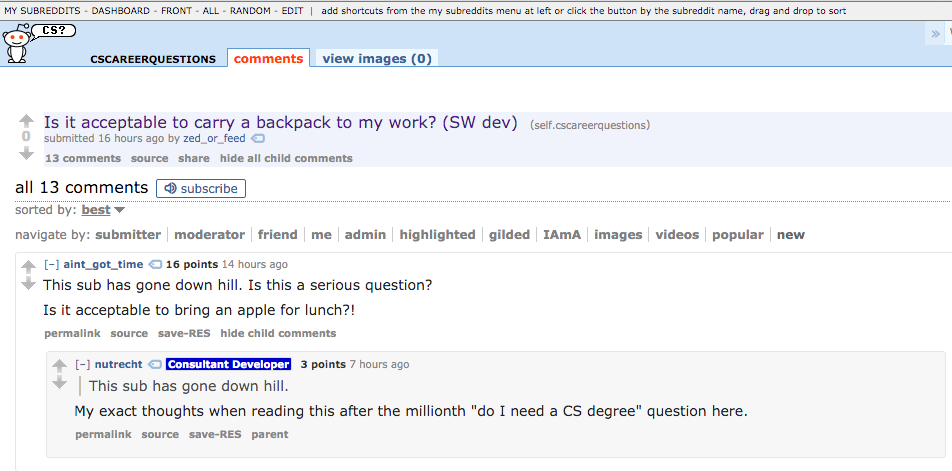 MY SUBREDDITS - DASHBOARD - FRONT - ALL - RANDOM - EDIT | add shortcuts from the my subreddits menu at left or click the button by the subreddit name, drag and drop to sort
CS?
CSCAREERQUESTIONS comments view images (0)
»
Is it acceptable to carry a backpack to my work? (SW dev) (self.cscareerquestions)
0
submitted 16 hours ago by zed_or_feed
13 comments source share hide all child comments
all 13 comments subscribe
sorted by: best
navigate by: submitter | moderator | friend | me | admin | highlighted | gilded | IAmA | images | videos | popular | new
[–] aint_got_time 16 points 14 hours ago
This sub has gone down hill. Is this a serious question?
Is it acceptable to bring an apple for lunch?!
permalink source save-RES hide child comments
[–] nutrecht Consultant Developer 3 points 7 hours ago
This sub has gone down hill.
My exact thoughts when reading this after the millionth "do I need a CS degree" question here.
permalink source save-RES parent